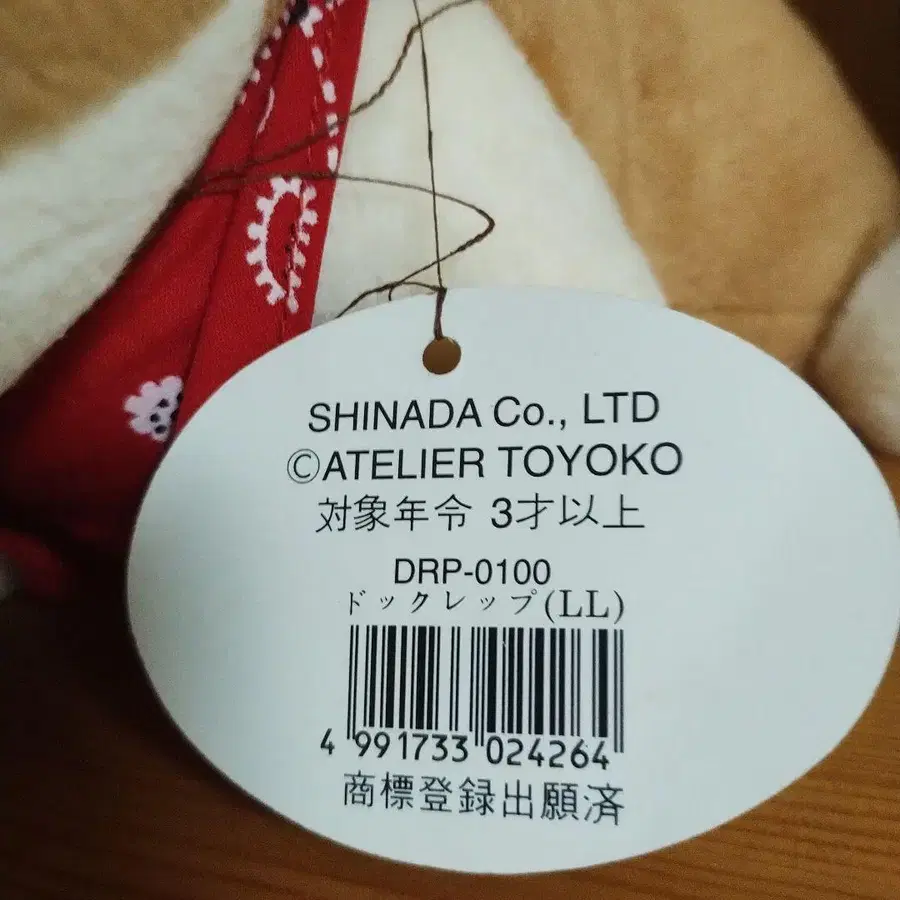 SHINADA Co., LTD
©ATELIER TOYOKO
対象年令 3才以上
DRP-0100
ドックレップ(LL)
4 991733 024264
商標登録出願済